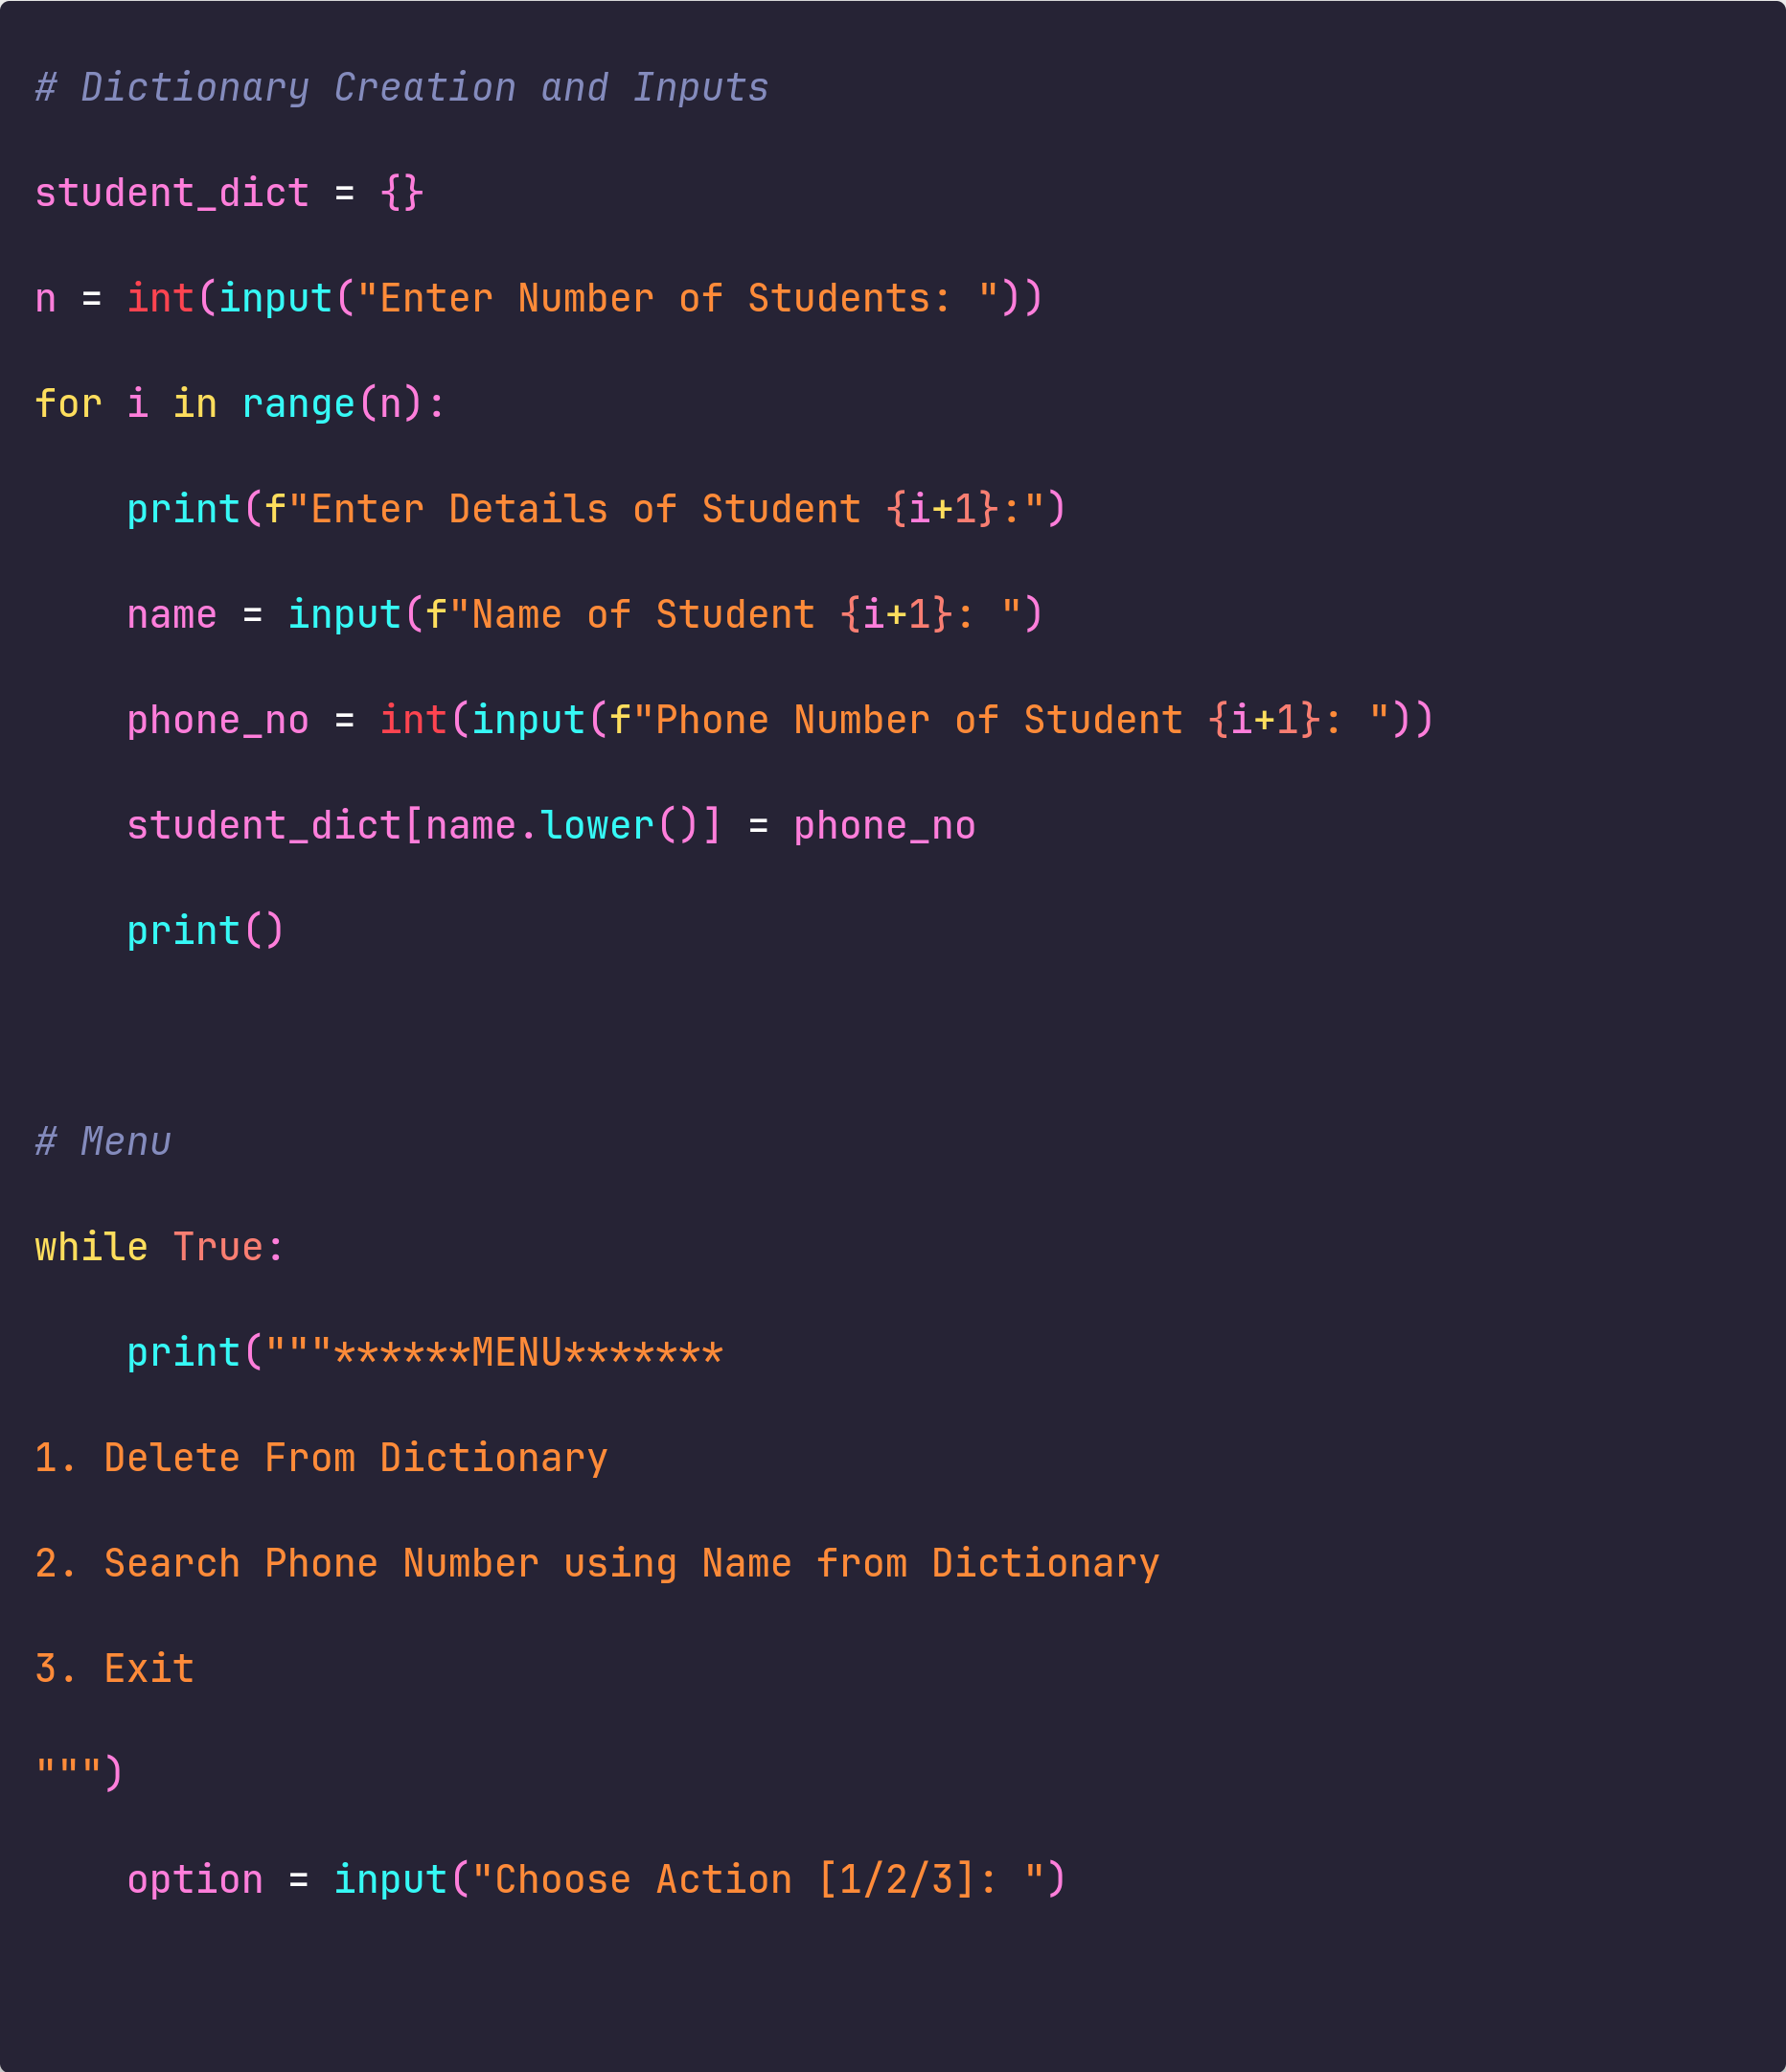 # Dictionary Creation and Inputs
student_dict = {}
n = int(input("Enter Number of Students: "))
for i in range(n):
    print(f"Enter Details of Student {i+1}:")
    name = input(f"Name of Student {i+1}: ")
    phone_no = int(input(f"Phone Number of Student {i+1}: "))
    student_dict[name.lower()] = phone_no
    print()
# Menu
while True:
    print("""******MENU*******
1. Delete From Dictionary
2. Search Phone Number using Name from Dictionary
3. Exit
""")
    option = input("Choose Action [1/2/3]: ")